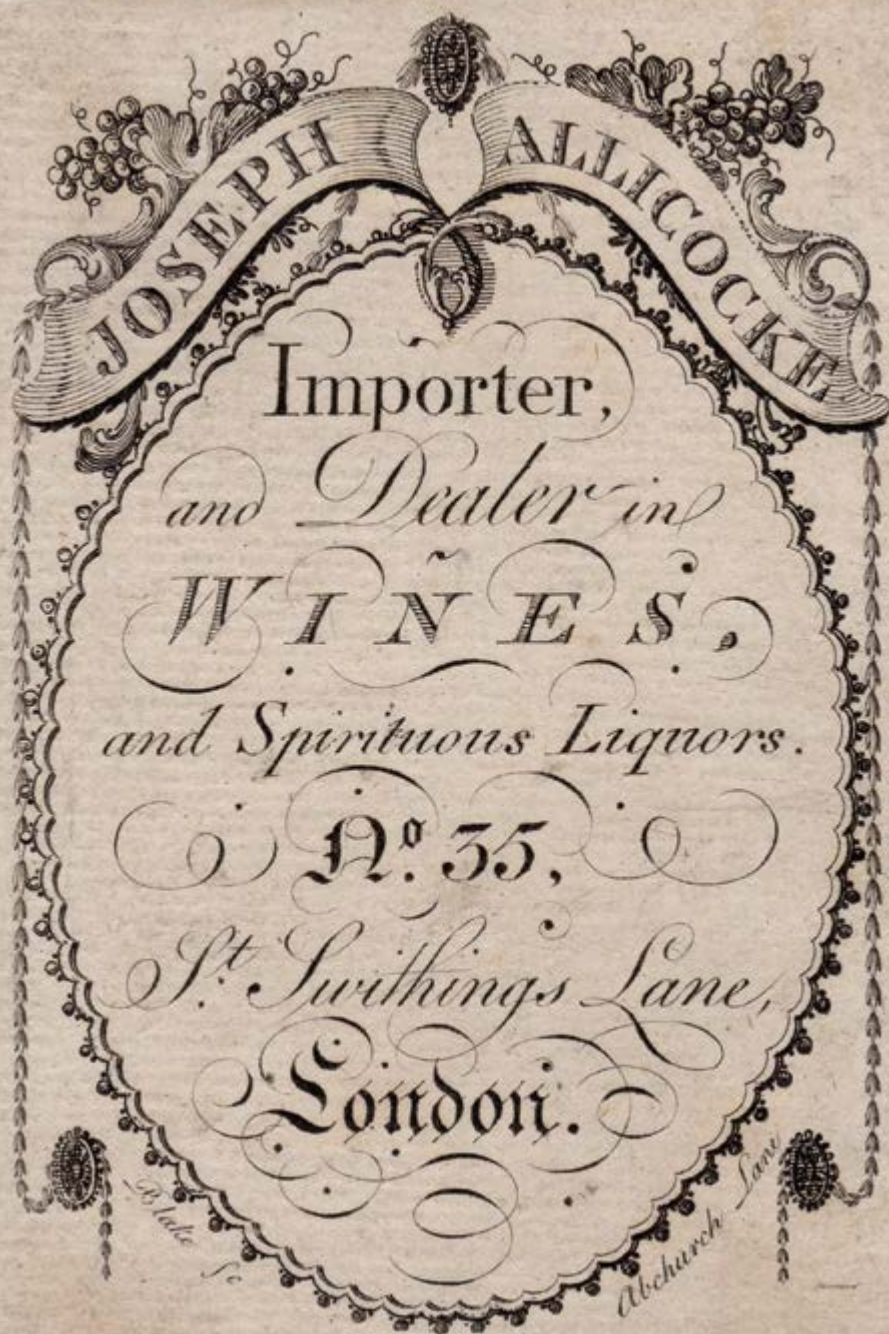 JOSEPH ALLICOCKE
Importer,
and Dealer in
WINES,
and Spirituous Liquors.
No. 35,
St. Swithings Lane,
London.
Blake Sc
Abchurch Lane